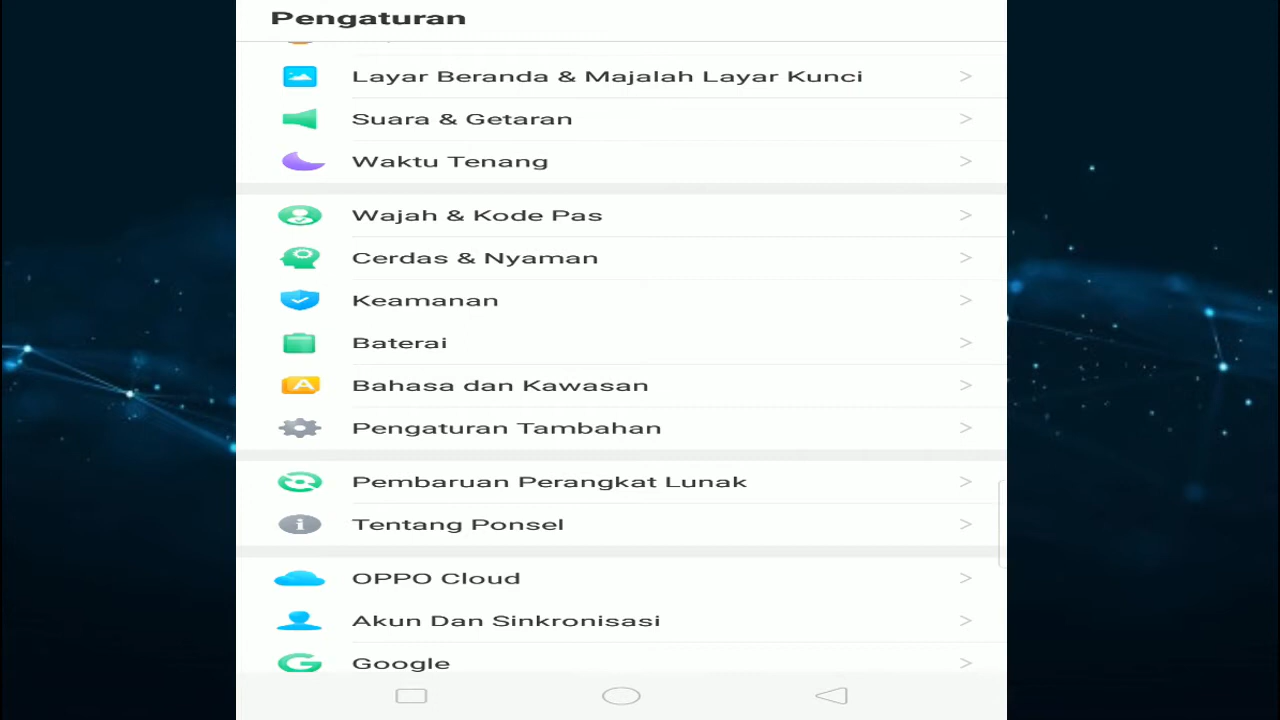 Pengaturan
Layar Beranda & Majalah Layar Kunci
Suara & Getaran
Waktu Tenang
Wajah & Kode Pas
Cerdas & Nyaman
Keamanan
Baterai
Bahasa dan Kawasan
Pengaturan Tambahan
Pembaruan Perangkat Lunak
Tentang Ponsel
OPPO Cloud
Akun Dan Sinkronisasi
Google